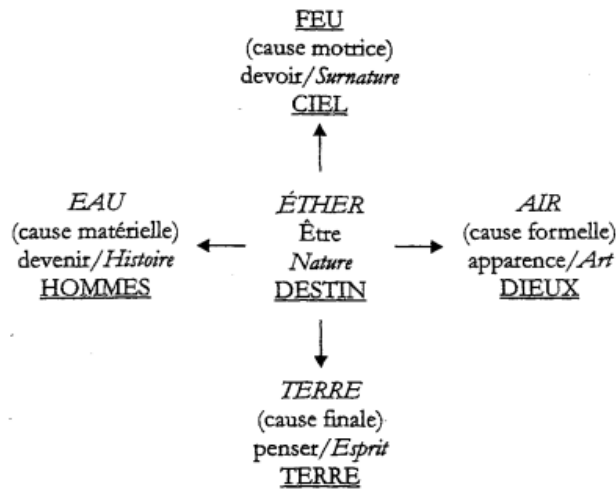 FEU
(cause motrice)
devoir/Surnature
CIEL
EAU
(cause matérielle)
devenir/Histoire
HOMMES
ÉTHER
Être
Nature
DESTIN
AIR
(cause formelle)
apparence/Art
DIEUX
TERRE
(cause finale)
penser/Esprit
TERRE